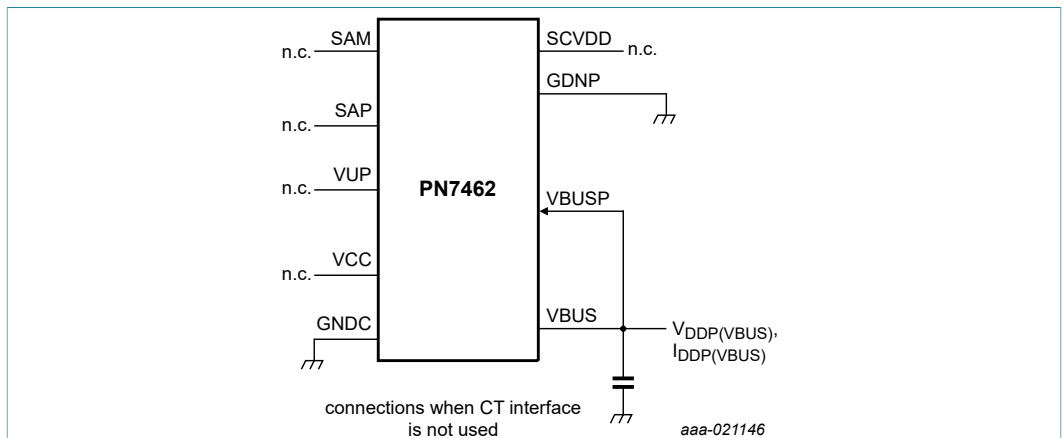 SAM
n.c.
SAP
n.c.
VUP
n.c.
VCC
n.c.
GNDC
PN7462
SCVDD
n.c.
GDNP
VBUSP
VBUS
VDDP(VBUS),
IDDP(VBUS)
connections when CT interface
is not used
aaa-021146